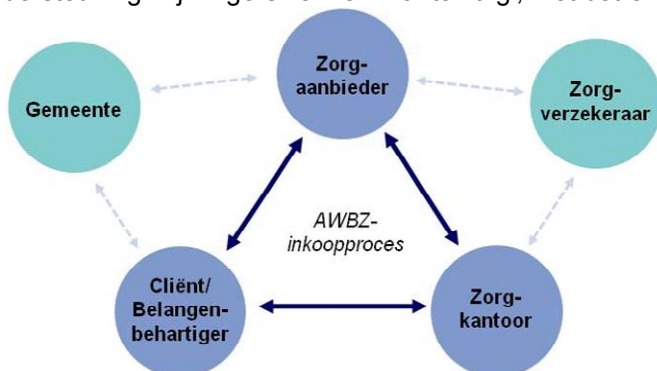 Zorg-
aanbieder
Gemeente
Zorg-
verzekeraar
AWBZ-
inkoopproces
Cliënt/
Belangen-
behartiger
Zorg-
kantoor